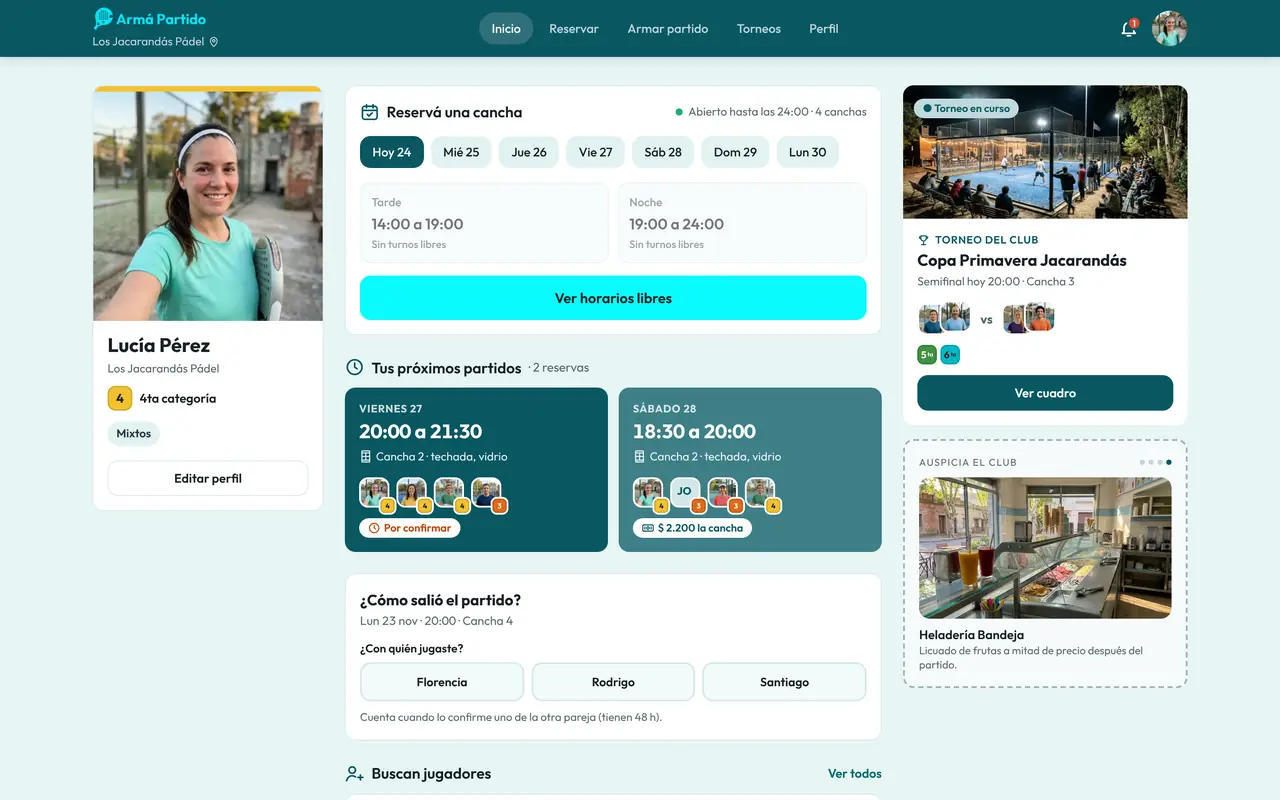 Armá Partido
Los Jacarandás Pádel
Inicio
Reservar
Armar partido
Torneos
Perfil
1
Lucía Pérez
Los Jacarandás Pádel
4 4ta categoría
Mixtos
Editar perfil
Reservá una cancha
Abierto hasta las 24:00 · 4 canchas
Hoy 24
Mié 25
Jue 26
Vie 27
Sáb 28
Dom 29
Lun 30
Tarde
14:00 a 19:00
Sin turnos libres
Noche
19:00 a 24:00
Sin turnos libres
Ver horarios libres
Tus próximos partidos · 2 reservas
VIERNES 27
20:00 a 21:30
Cancha 2 · techada, vidrio
4 4 4 3
Por confirmar
SÁBADO 28
18:30 a 20:00
Cancha 2 · techada, vidrio
JO
4 3 3 4
$ 2.200 la cancha
¿Cómo salió el partido?
Lun 23 nov · 20:00 · Cancha 4
¿Con quién jugaste?
Florencia
Rodrigo
Santiago
Cuenta cuando lo confirme uno de la otra pareja (tienen 48 h).
Buscan jugadores
Ver todos
Torneo en curso
TORNEO DEL CLUB
Copa Primavera Jacarandás
Semifinal hoy 20:00 · Cancha 3
vs
5ta 6ta
Ver cuadro
AUSPICIA EL CLUB
Heladería Bandeja
Licuado de frutas a mitad de precio después del
partido.